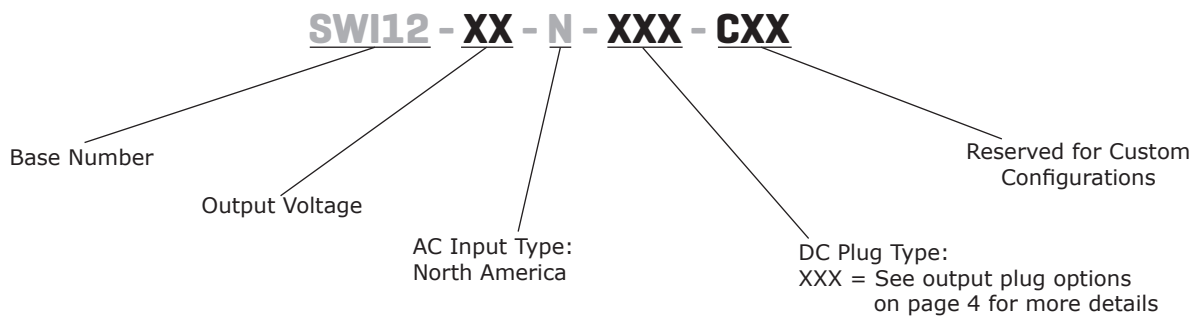 SWI12 - XX - N - XXX - CXX
Base Number
Output Voltage
AC Input Type:
North America
DC Plug Type:
XXX = See output plug options
on page 4 for more details
Reserved for Custom
Configurations